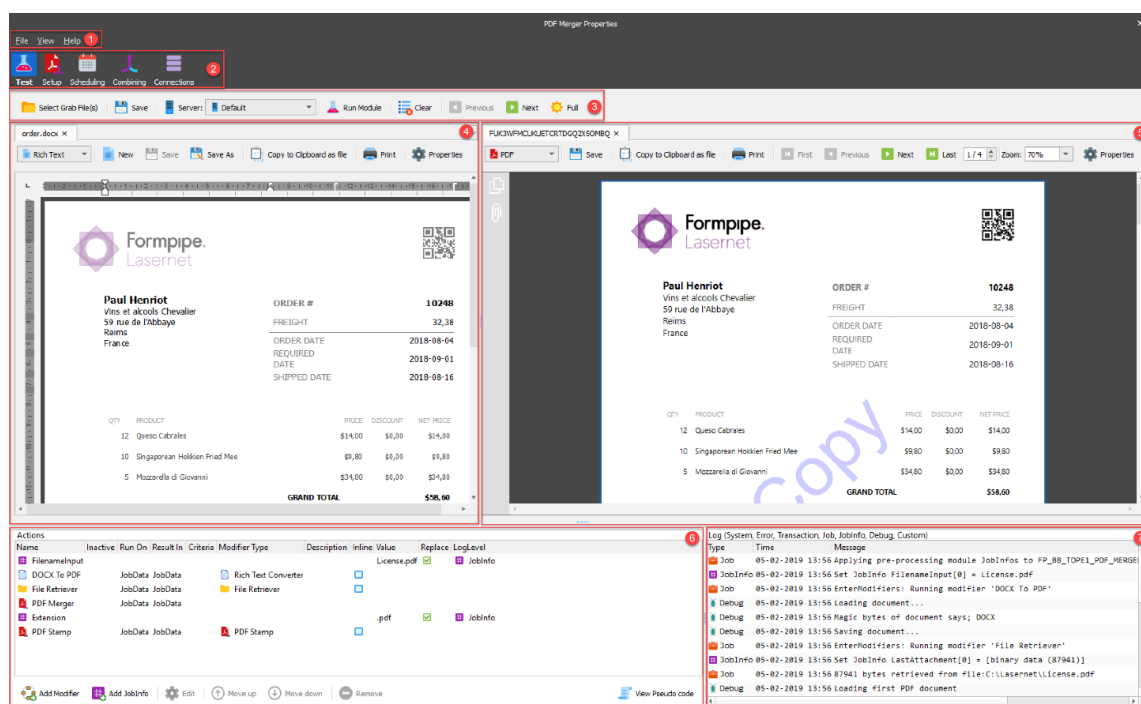 PDF Merger Properties
File View Help 1
Test Setup Scheduling Combining Connections 2
Select Grab File(s) Save Server: Default Run Module Clear Previous Next Full 3
order.docx × 4
Rich Text New Save Save As Copy to Clipboard as file Print Properties
Formpipe.
Lasernet
Paul Henriot
Vins et alcools Chevalier
59 rue de l'Abbaye
Reims
France
ORDER # 10248
FREIGHT 32,38
ORDER DATE 2018-08-04
REQUIRED
DATE 2018-09-01
SHIPPED DATE 2018-08-16
QTY PRODUCT PRICE DISCOUNT NET PRICE
12 Queso Cabrales $14,00 $0,00 $14,00
10 Singaporean Hokkien Fried Mee $9,80 $0,00 $9,80
5 Mozzarella di Giovanni $34,80 $0,00 $34,80
GRAND TOTAL $58,60
FUK3WFMCLKUETCRTDGQ2X5OMBQ × 5
PDF Save Copy to Clipboard as file Print First Previous Next Last 1 / 4 Zoom: 70% Properties
Formpipe.
Lasernet
Paul Henriot
Vins et alcools Chevalier
59 rue de l'Abbaye
Reims
France
ORDER # 10248
FREIGHT 32,38
ORDER DATE 2018-08-04
REQUIRED
DATE 2018-09-01
SHIPPED DATE 2018-08-16
QTY PRODUCT PRICE DISCOUNT NET PRICE
12 Queso Cabrales $14,00 $0,00 $14,00
10 Singaporean Hokkien Fried Mee $9,80 $0,00 $9,80
5 Mozzarella di Giovanni $34,80 $0,00 $34,80
GRAND TOTAL $58,60
Copy
Actions 6
Name Inactive Run On Result In Criteria Modifier Type Description Inline Value Replace LogLevel
FilenameInput License.pdf JobInfo
DOCX To PDF JobData JobData Rich Text Converter
File Retriever JobData JobData File Retriever
PDF Merger JobData JobData
Extension .pdf JobInfo
PDF Stamp JobData JobData PDF Stamp
Add Modifier Add JobInfo Edit Move up Move down Remove View Pseudo code
Log (System, Error, Transaction, Job, JobInfo, Debug, Custom) 7
Type Time Message
Job 05-02-2019 13:56 Applying pre-processing module JobInfos to FP_BB_TOPE1_PDF_MERGE
JobInfo 05-02-2019 13:56 Set JobInfo FilenameInput[0] = License.pdf
Job 05-02-2019 13:56 EnterModifiers: Running modifier 'DOCX To PDF'
Debug 05-02-2019 13:56 Loading document...
Debug 05-02-2019 13:56 Magic bytes of document says; DOCX
Debug 05-02-2019 13:56 Saving document...
Job 05-02-2019 13:56 EnterModifiers: Running modifier 'File Retriever'
JobInfo 05-02-2019 13:56 Set JobInfo LastAttachment[0] = [binary data (87941)]
Job 05-02-2019 13:56 87941 bytes retrieved from file:C:\Lasernet\License.pdf
Debug 05-02-2019 13:56 Loading first PDF document